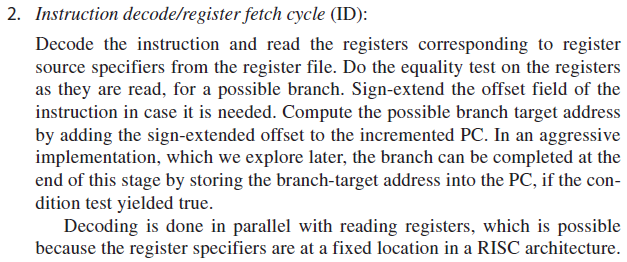 2. Instruction decode/register fetch cycle (ID):
Decode the instruction and read the registers corresponding to register
source specifiers from the register file. Do the equality test on the registers
as they are read, for a possible branch. Sign-extend the offset field of the
instruction in case it is needed. Compute the possible branch target address
by adding the sign-extended offset to the incremented PC. In an aggressive
implementation, which we explore later, the branch can be completed at the
end of this stage by storing the branch-target address into the PC, if the con-
dition test yielded true.
Decoding is done in parallel with reading registers, which is possible
because the register specifiers are at a fixed location in a RISC architecture.